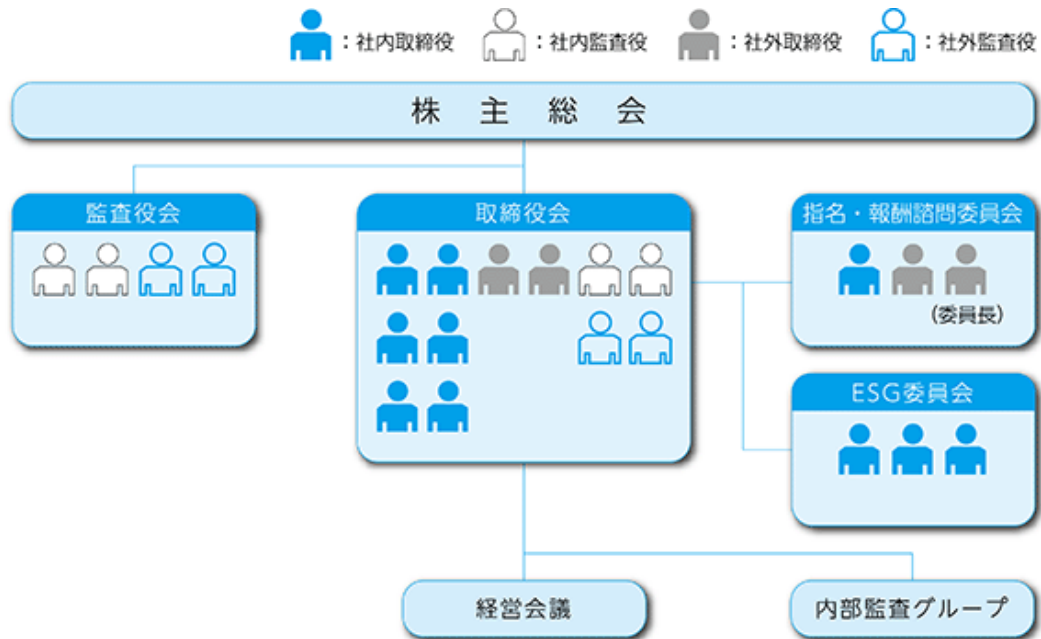 ：社内取締役 ：社内監査役 ：社外取締役 ：社外監査役
株主総会
監査役会
取締役会
指名・報酬諮問委員会
（委員長）
ESG委員会
経営会議
内部監査グループ